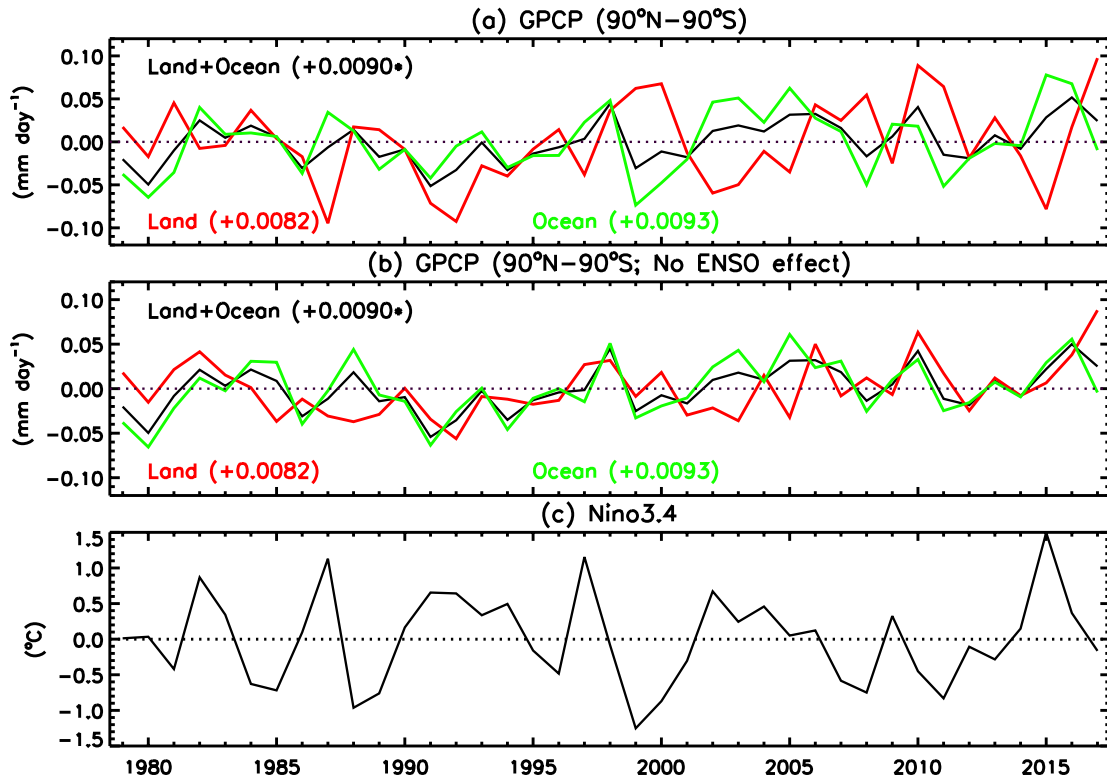 (a) GPCP (90°N−90°S)
0.10
0.05
0.00
−0.05
−0.10
(mm day⁻¹)
Land+Ocean (+0.0090*)
Land (+0.0082)
Ocean (+0.0093)
(b) GPCP (90°N−90°S; No ENSO effect)
0.10
0.05
0.00
−0.05
−0.10
(mm day⁻¹)
Land+Ocean (+0.0090*)
Land (+0.0082)
Ocean (+0.0093)
(c) Nino3.4
1.5
1.0
0.5
0.0
−0.5
−1.0
−1.5
(°C)
1980 1985 1990 1995 2000 2005 2010 2015